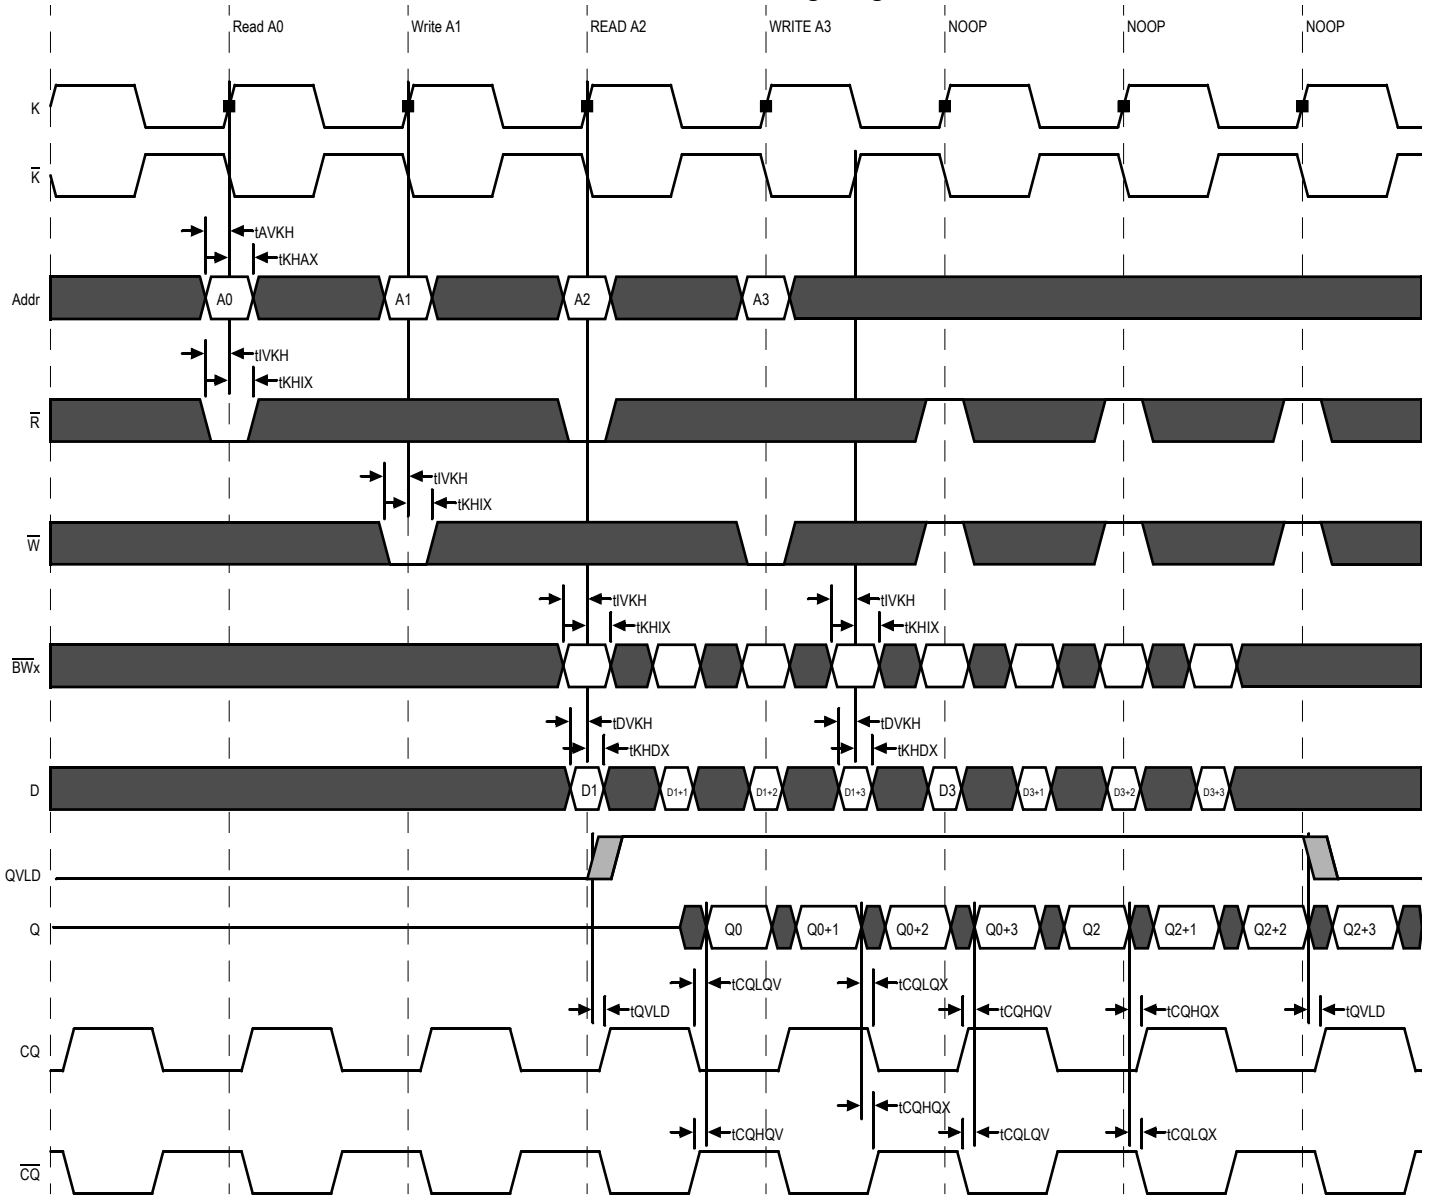 Read A0 Write A1 READ A2 WRITE A3 NOOP NOOP NOOP
K
K̅
tAVKH
tKHAX
Addr A0 A1 A2 A3
tIVKH
tKHIX
R̅
tIVKH
tKHIX
W̅
tIVKH tIVKH
tKHIX tKHIX
B̅W̅x
tDVKH tDVKH
tKHDX tKHDX
D D1 D1+1 D1+2 D1+3 D3 D3+1 D3+2 D3+3
QVLD
Q Q0 Q0+1 Q0+2 Q0+3 Q2 Q2+1 Q2+2 Q2+3
tCQLQV tCQLQX
tQVLD tCQHQV tCQHQX tQVLD
CQ
tCQHQX
tCQHQV tCQLQV tCQLQX
C̅Q̅